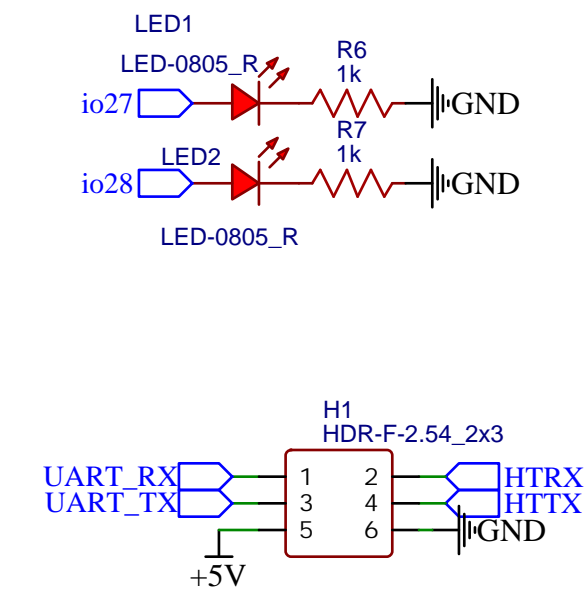 LED1
LED-0805_R
R6
1k
io27
GND
R7
1k
LED2
io28
GND
LED-0805_R
H1
HDR-F-2.54_2x3
UART_RX 1 2 HTRX
UART_TX 3 4 HTTX
5 6 GND
+5V